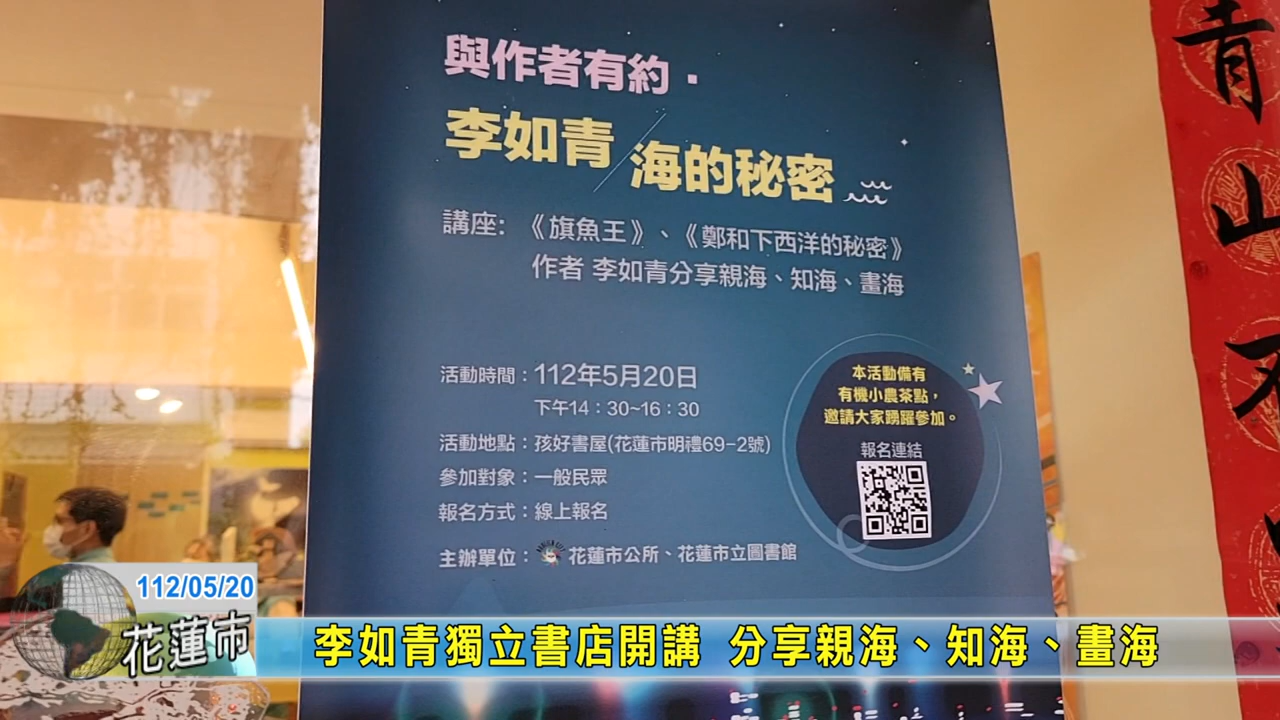 與作者有約・
李如青/海的秘密
講座:《旗魚王》、《鄭和下西洋的秘密》
作者 李如青分享親海、知海、畫海
活動時間：112年5月20日
下午14：30~16：30
活動地點：孩好書屋(花蓮市明禮69-2號)
參加對象：一般民眾
報名方式：線上報名
主辦單位：花蓮市公所、花蓮市立圖書館
本活動備有
有機小農茶點，
邀請大家踴躍參加。
報名連結
青山不
112/05/20
花蓮市
李如青獨立書店開講 分享親海、知海、畫海